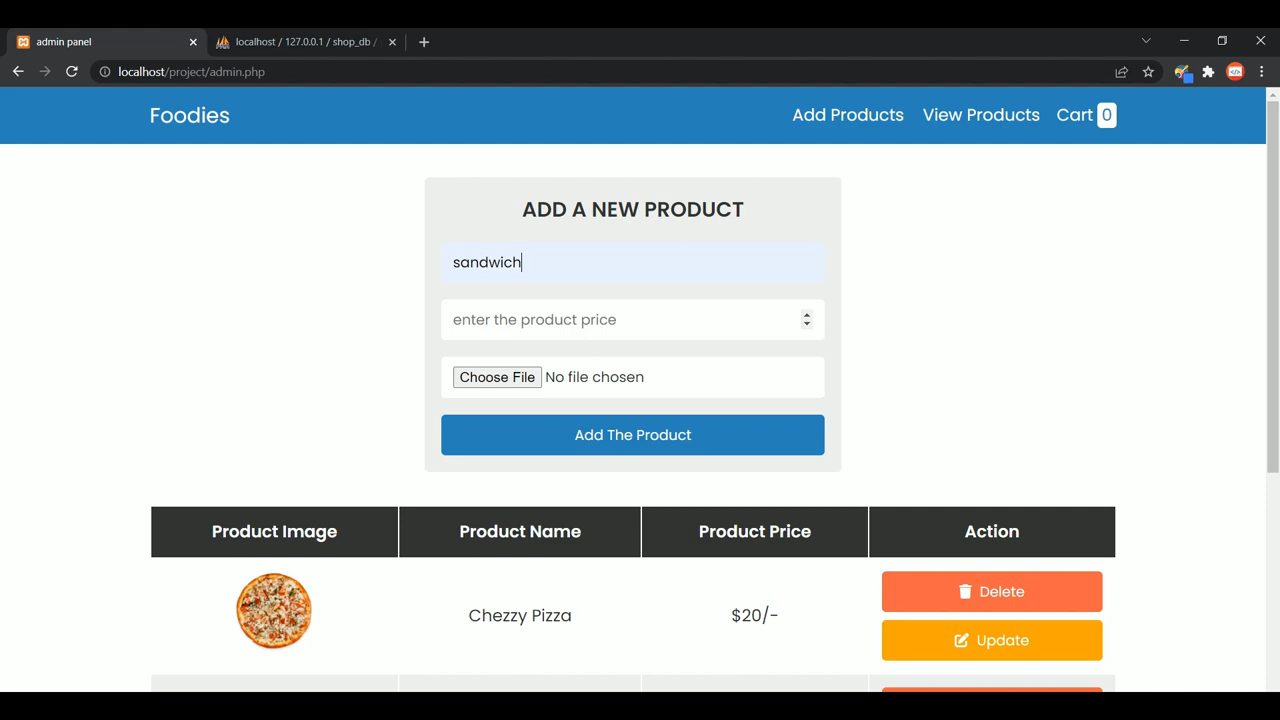 admin panel
localhost / 127.0.0.1 / shop_db /
localhost/project/admin.php
Foodies
Add Products View Products Cart 0
ADD A NEW PRODUCT
sandwich
enter the product price
Choose File No file chosen
Add The Product
Product Image Product Name Product Price Action
Chezzy Pizza $20/-
Delete
Update